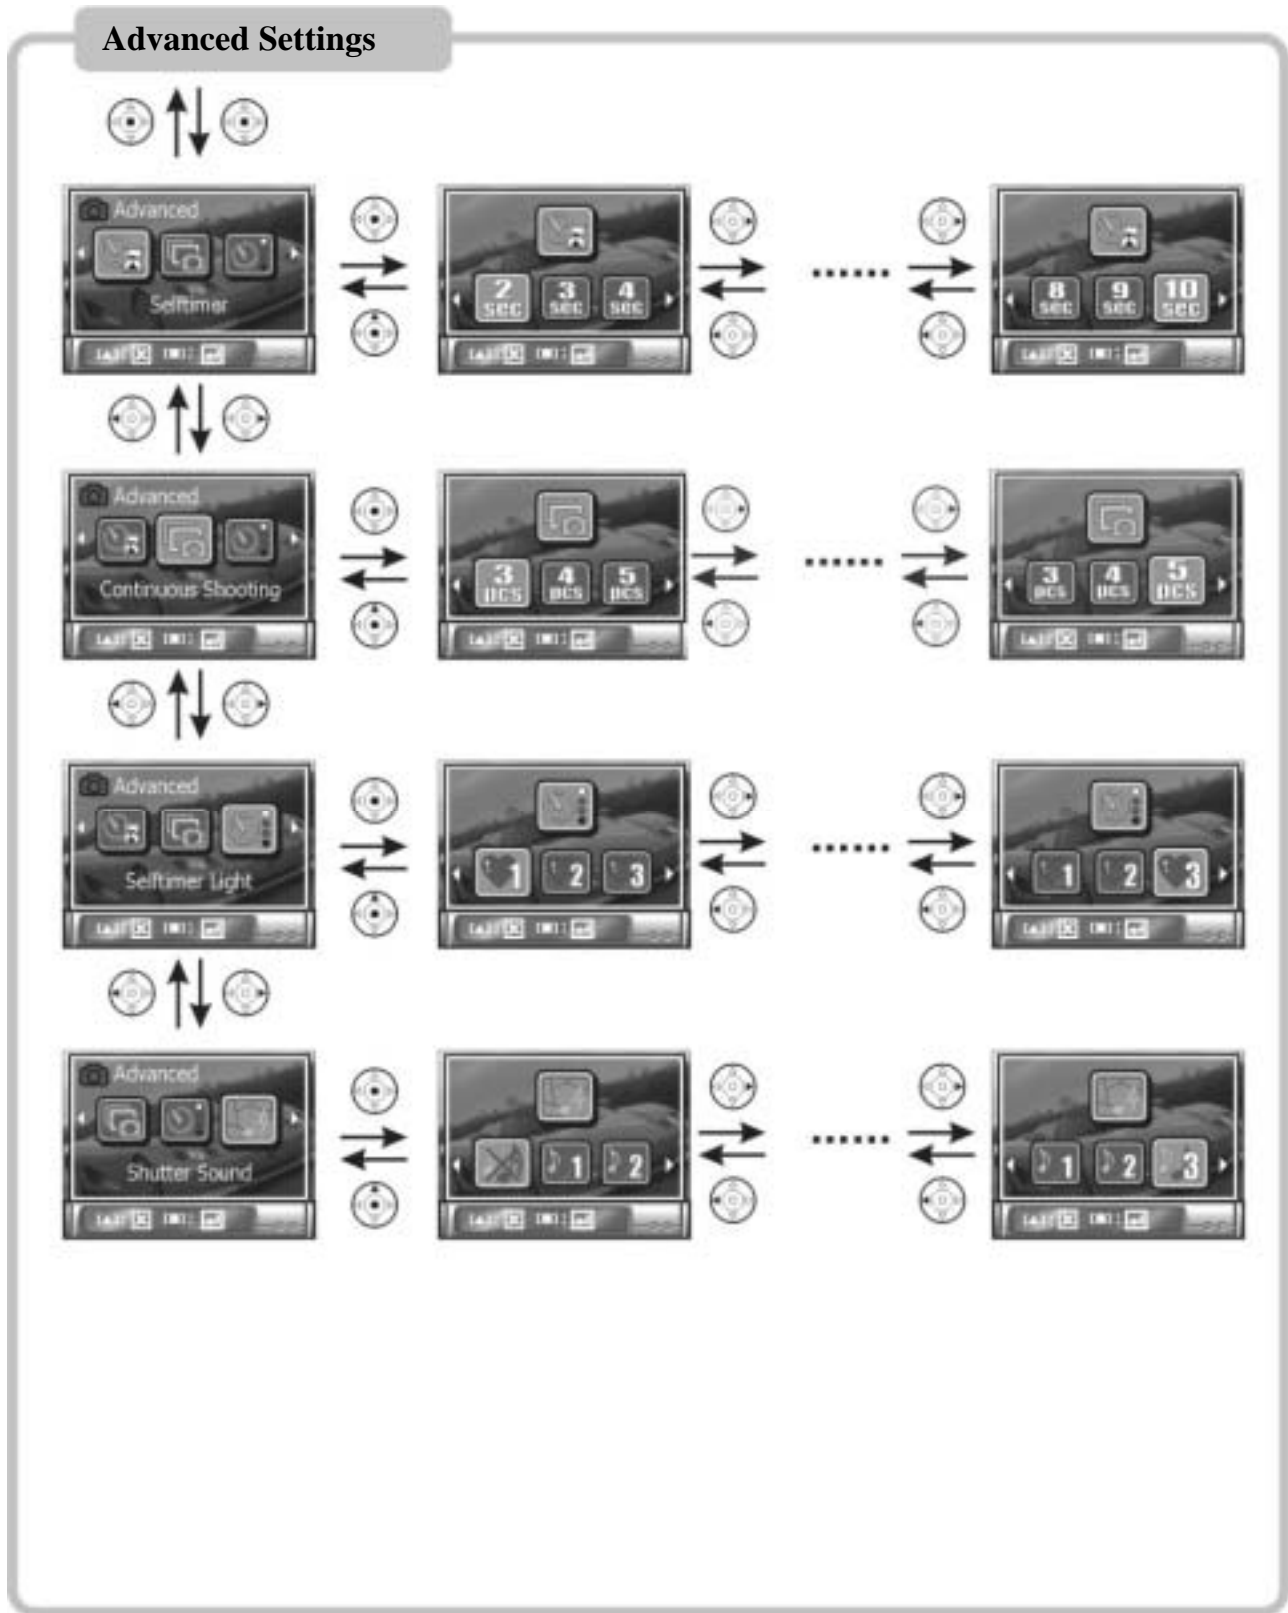 Advanced Settings
Advanced
Selftimer
2 sec 3 sec 4 sec
8 sec 9 sec 10 sec
[▲]: [■]:
[▲]: [■]:
[▲]: [■]:
Advanced
Continuous Shooting
3 pcs 4 pcs 5 pcs
3 pcs 4 pcs 5 pcs
[▲]: [■]:
[▲]: [■]:
[▲]: [■]:
Advanced
Selftimer Light
1 2 3
1 2 3
[▲]: [■]:
[▲]: [■]:
[▲]: [■]:
Advanced
Shutter Sound
1 2
1 2 3
[▲]: [■]:
[▲]: [■]:
[▲]: [■]: